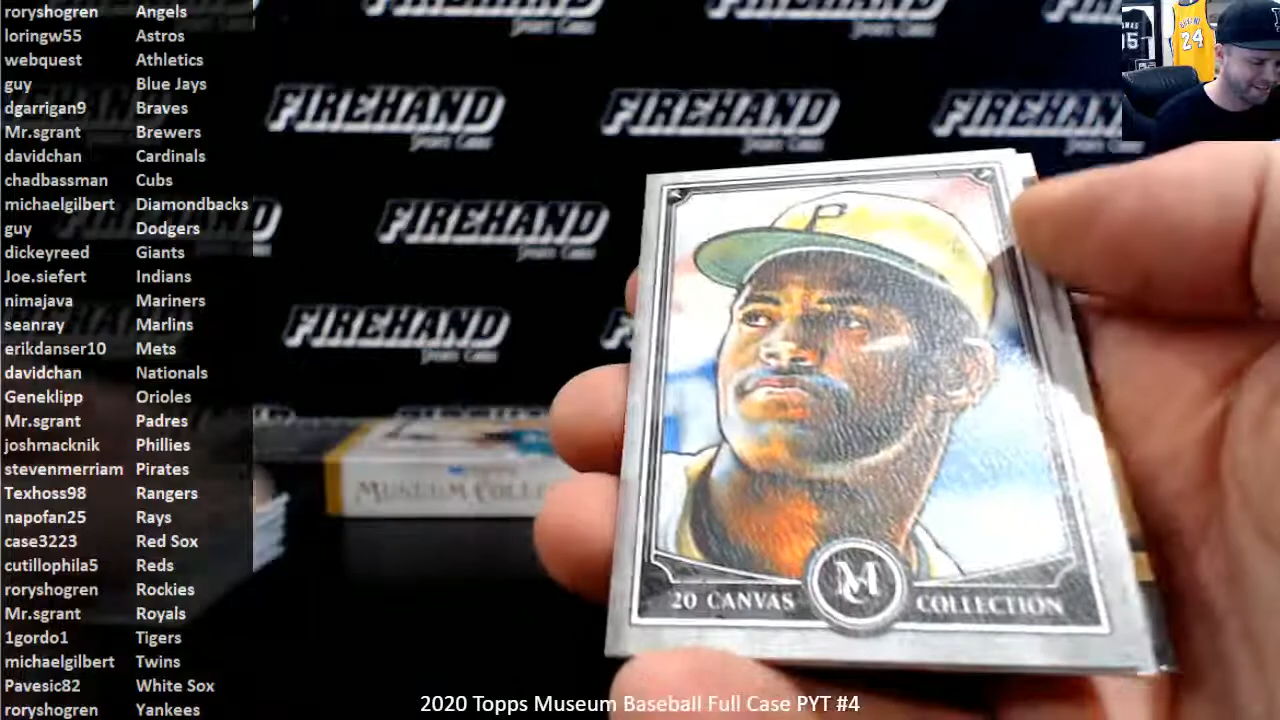 roryshogren Angels
loringw55 Astros
webquest Athletics
guy Blue Jays
dgarrigan9 Braves
Mr.sgrant Brewers
davidchan Cardinals
chadbassman Cubs
michaelgilbert Diamondbacks
guy Dodgers
dickeyreed Giants
Joe.siefert Indians
nimajava Mariners
seanray Marlins
erikdanser10 Mets
davidchan Nationals
Geneklipp Orioles
Mr.sgrant Padres
joshmacknik Phillies
stevenmerriam Pirates
Texhoss98 Rangers
napofan25 Rays
case3223 Red Sox
cutillophila5 Reds
roryshogren Rockies
Mr.sgrant Royals
1gordo1 Tigers
michaelgilbert Twins
Pavesic82 White Sox
roryshogren Yankees
FIREHAND FIREHAND FIREHAND
FIREHAND
FIREHAND
24
P
MUSEUM
20 CANVAS MC COLLECTION
2020 Topps Museum Baseball Full Case PYT #4